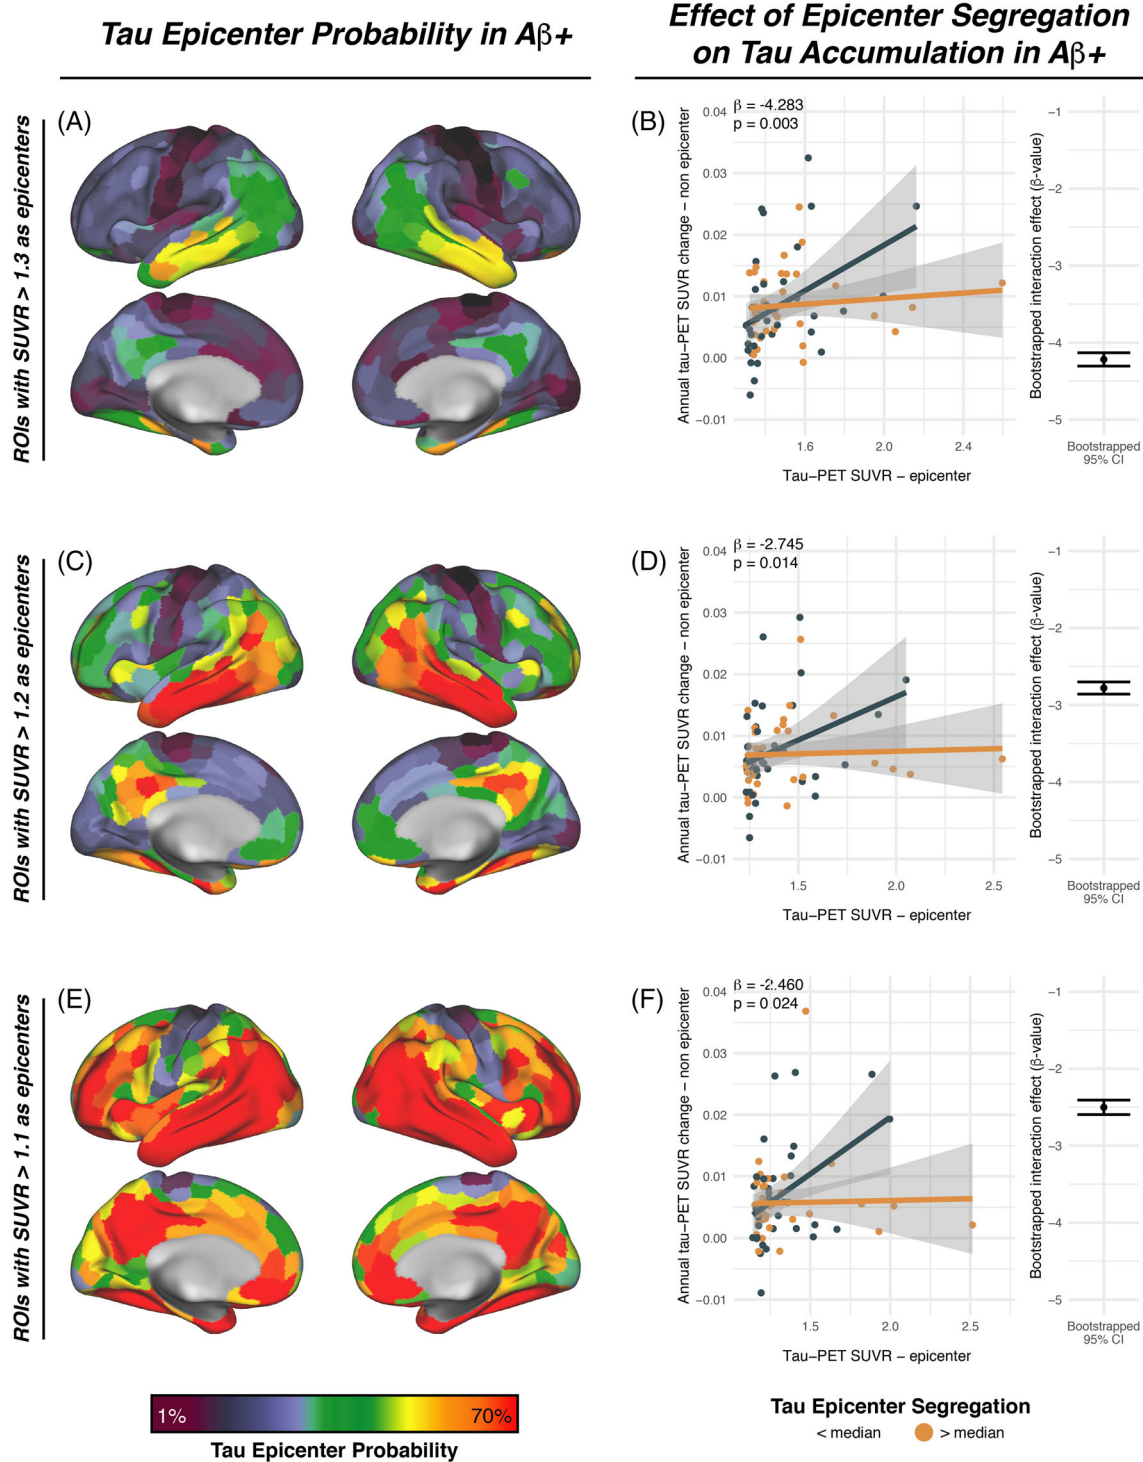 Tau Epicenter Probability in Aβ+
Effect of Epicenter Segregation
on Tau Accumulation in Aβ+
ROIs with SUVR > 1.3 as epicenters
(A)
(B)
β = -4.283
p = 0.003
Annual tau−PET SUVR change − non epicenter
0.04
0.03
0.02
0.01
0.00
−0.01
1.6
2.0
2.4
Tau−PET SUVR − epicenter
Bootstrapped interaction effect (β-value)
−1
−2
−3
−4
−5
Bootstrapped
95% CI
ROIs with SUVR > 1.2 as epicenters
(C)
(D)
β = -2.745
p = 0.014
Annual tau−PET SUVR change − non epicenter
0.04
0.03
0.02
0.01
0.00
−0.01
1.5
2.0
2.5
Tau−PET SUVR − epicenter
Bootstrapped interaction effect (β-value)
−1
−2
−3
−4
−5
Bootstrapped
95% CI
ROIs with SUVR > 1.1 as epicenters
(E)
(F)
β = -2.460
p = 0.024
Annual tau−PET SUVR change − non epicenter
0.04
0.03
0.02
0.01
0.00
−0.01
1.5
2.0
2.5
Tau−PET SUVR − epicenter
Bootstrapped interaction effect (β-value)
−1
−2
−3
−4
−5
Bootstrapped
95% CI
1%
70%
Tau Epicenter Probability
Tau Epicenter Segregation
< median
> median